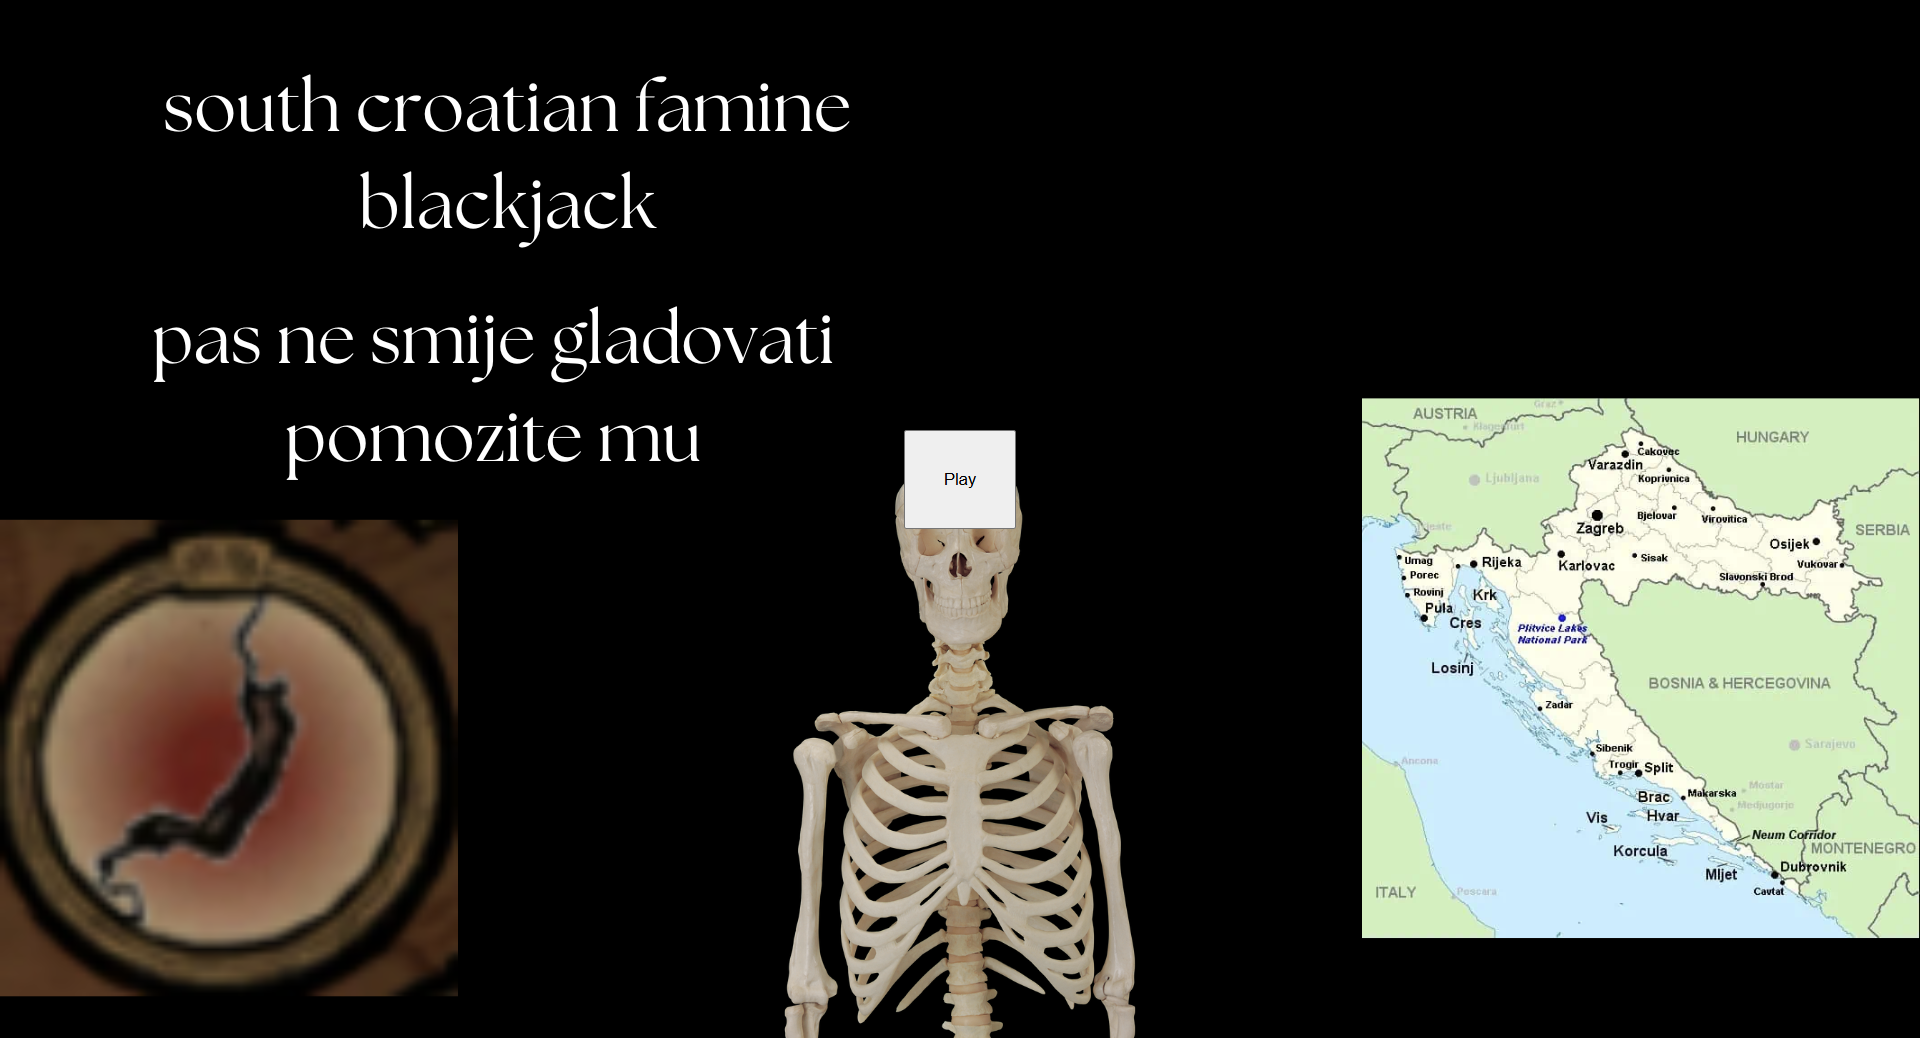 south croatian famine
blackjack
pas ne smije gladovati
pomozite mu
Play
AUSTRIA
Graz
Klagenfurt
HUNGARY
Cakovec
Varazdin
Ljubljana
Koprivnica
Bjelovar
Virovitica
Zagreb
SERBIA
Osijek
Umag
Rijeka
Karlovac
Sisak
Vukovar
Porec
Slavonski Brod
Rovinj
Krk
Pula
Cres
Plitvice Lakes
National Park
Losinj
BOSNIA & HERCEGOVINA
Zadar
Sarajevo
Sibenik
Ancona
Trogir
Split
Mostar
Makarska
Brac
Medjugorje
Vis
Hvar
Neum Corridor
Korcula
MONTENEGRO
Mljet
Dubrovnik
ITALY
Pescara
Cavtat